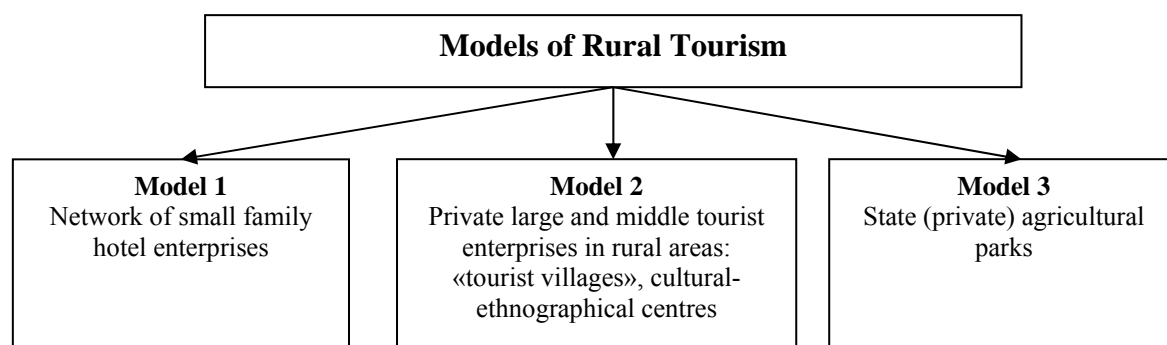 Models of Rural Tourism
Model 1
Network of small family
hotel enterprises
Model 2
Private large and middle tourist
enterprises in rural areas:
«tourist villages», cultural-
ethnographical centres
Model 3
State (private) agricultural
parks